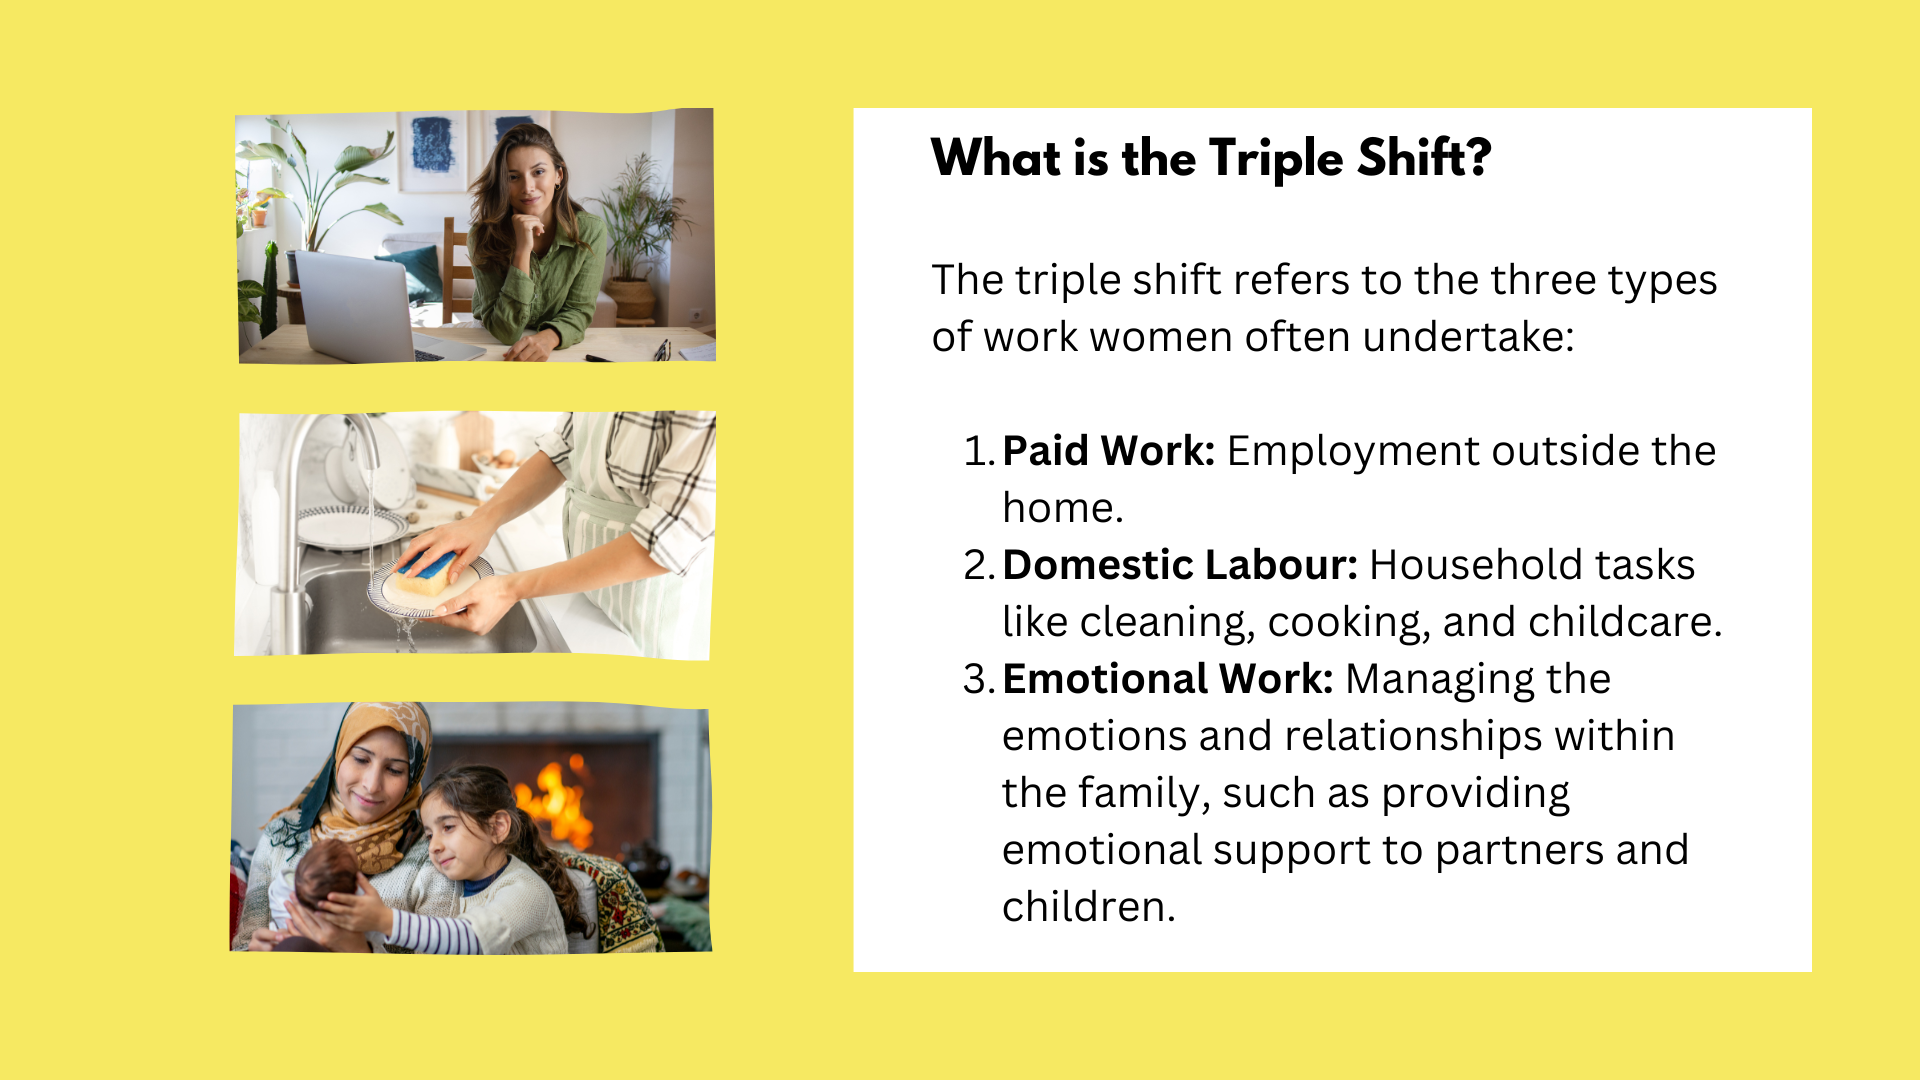 What is the Triple Shift?
The triple shift refers to the three types
of work women often undertake:
1. Paid Work: Employment outside the
home.
2. Domestic Labour: Household tasks
like cleaning, cooking, and childcare.
3. Emotional Work: Managing the
emotions and relationships within
the family, such as providing
emotional support to partners and
children.